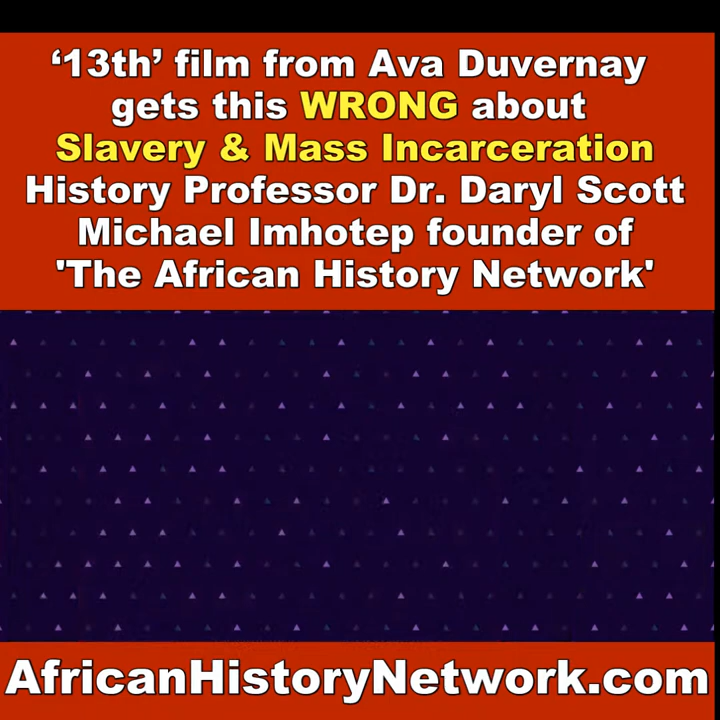 ‘13th’ film from Ava Duvernay
gets this WRONG about
Slavery & Mass Incarceration
History Professor Dr. Daryl Scott
Michael Imhotep founder of
'The African History Network'
AfricanHistoryNetwork.com